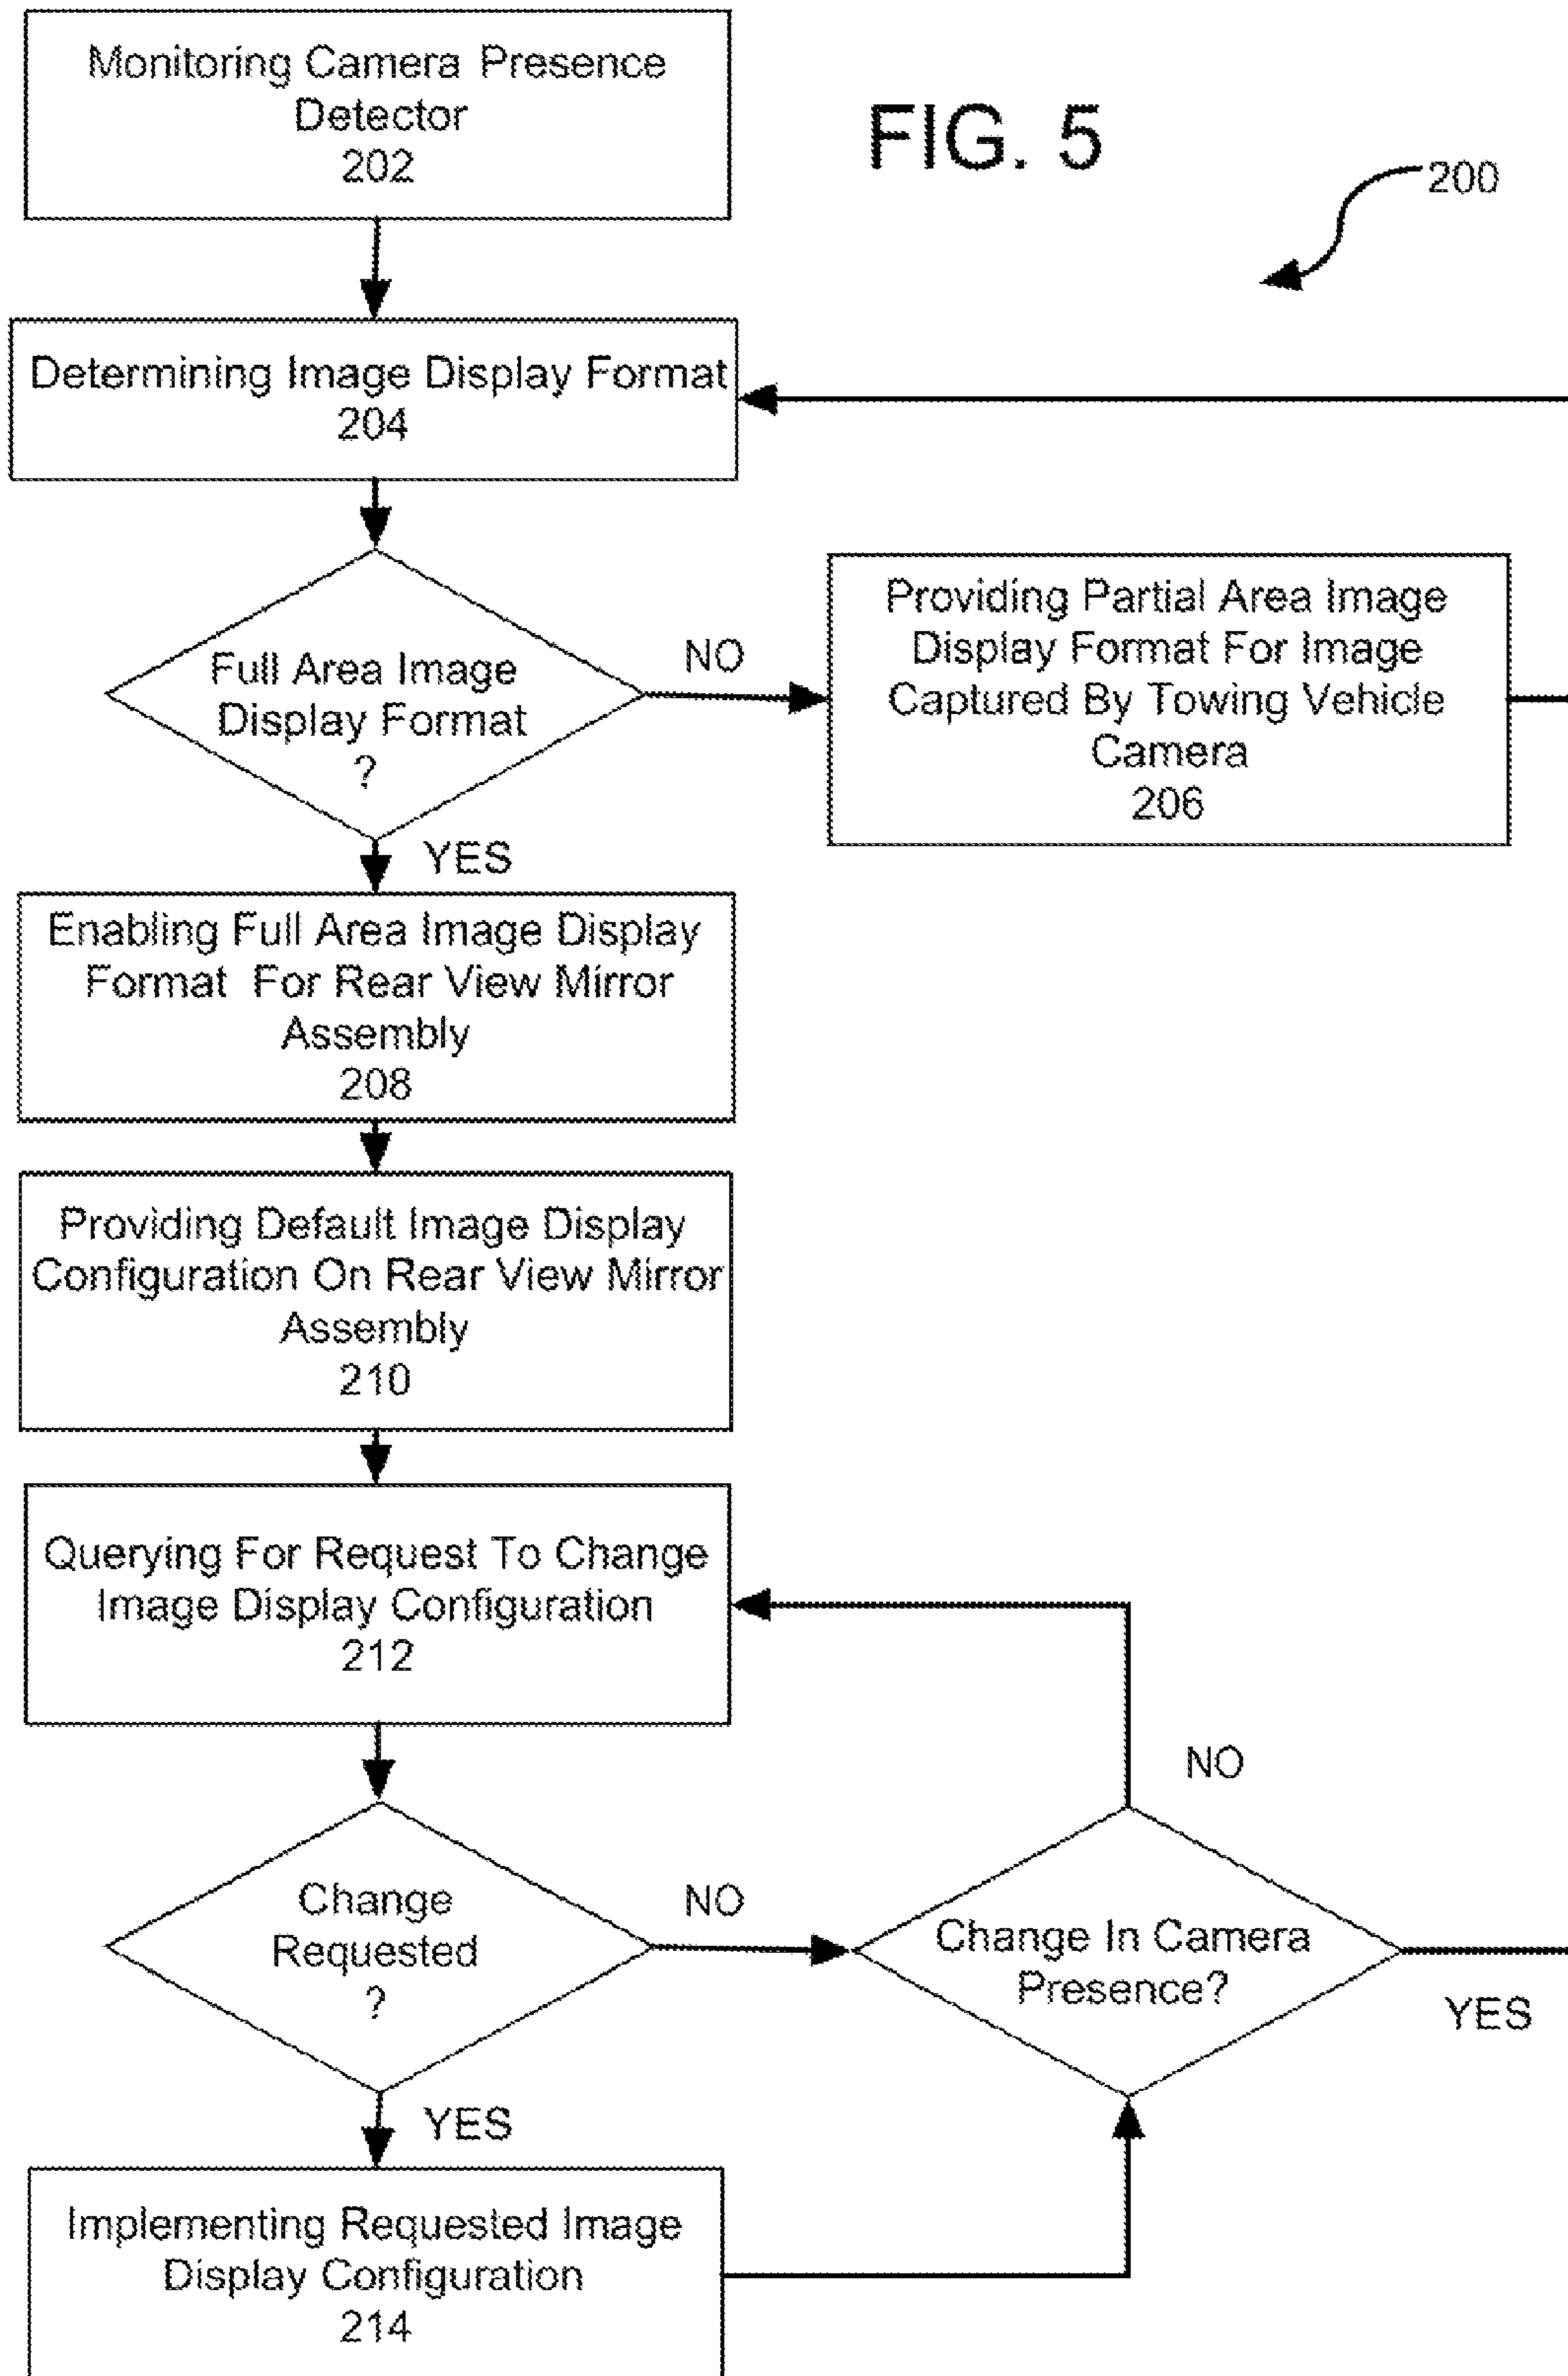 Monitoring Camera Presence
Detector
202
FIG. 5
200
Determining Image Display Format
204
Full Area Image
Display Format
?
NO
Providing Partial Area Image
Display Format For Image
Captured By Towing Vehicle
Camera
206
YES
Enabling Full Area Image Display
Format For Rear View Mirror
Assembly
208
Providing Default Image Display
Configuration On Rear View Mirror
Assembly
210
Querying For Request To Change
Image Display Configuration
212
NO
Change
Requested
?
NO
Change In Camera
Presence?
YES
YES
Implementing Requested Image
Display Configuration
214